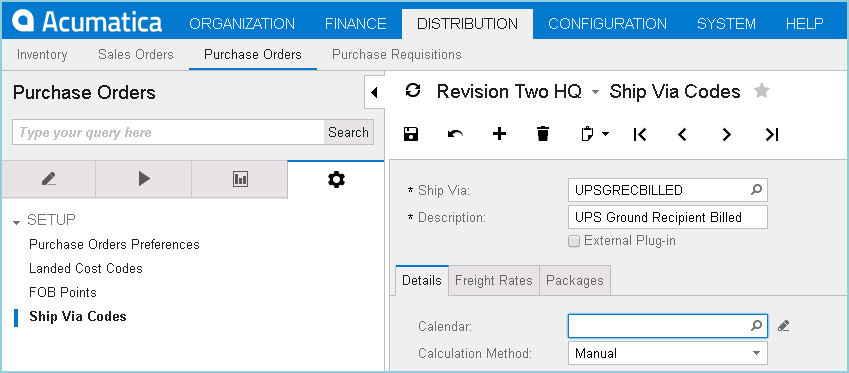 Acumatica ORGANIZATION FINANCE DISTRIBUTION CONFIGURATION SYSTEM HELP
Inventory Sales Orders Purchase Orders Purchase Requisitions
Purchase Orders
Type your query here Search
SETUP
Purchase Orders Preferences
Landed Cost Codes
FOB Points
Ship Via Codes
Revision Two HQ Ship Via Codes
* Ship Via: UPSGRECBILLED
* Description: UPS Ground Recipient Billed
External Plug-in
Details Freight Rates Packages
Calendar:
Calculation Method: Manual